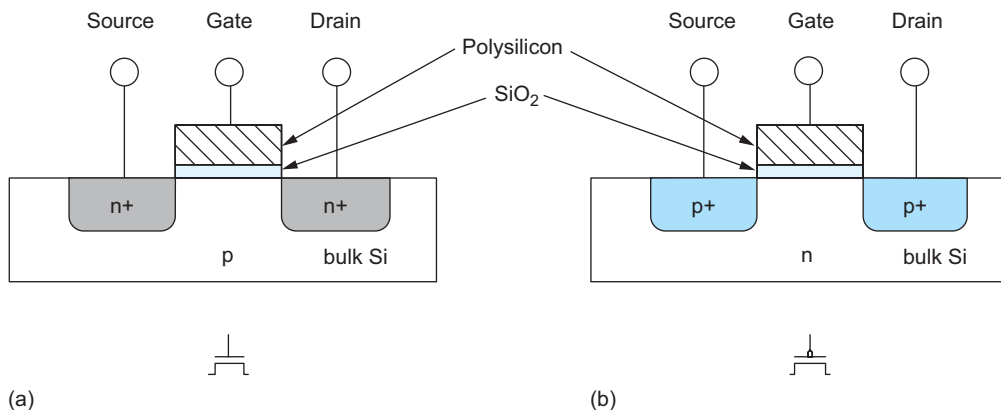 Source Gate Drain
Source Gate Drain
Polysilicon
SiO₂
n+ n+
p bulk Si
p+ p+
n bulk Si
(a)
(b)